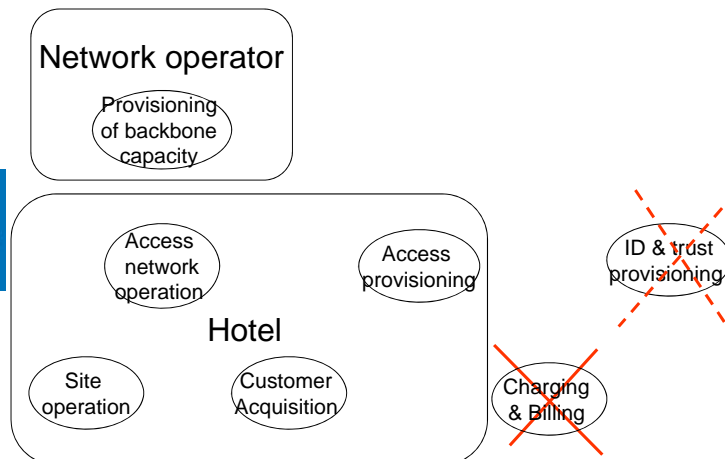 Network operator
Provisioning
of backbone
capacity
Access
network
operation
Access
provisioning
ID & trust
provisioning
Hotel
Site
operation
Customer
Acquisition
Charging
& Billing